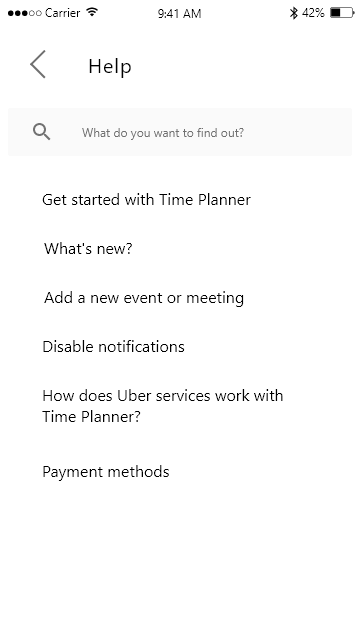 Carrier 9:41 AM 42%
Help
What do you want to find out?
Get started with Time Planner
What's new?
Add a new event or meeting
Disable notifications
How does Uber services work with
Time Planner?
Payment methods